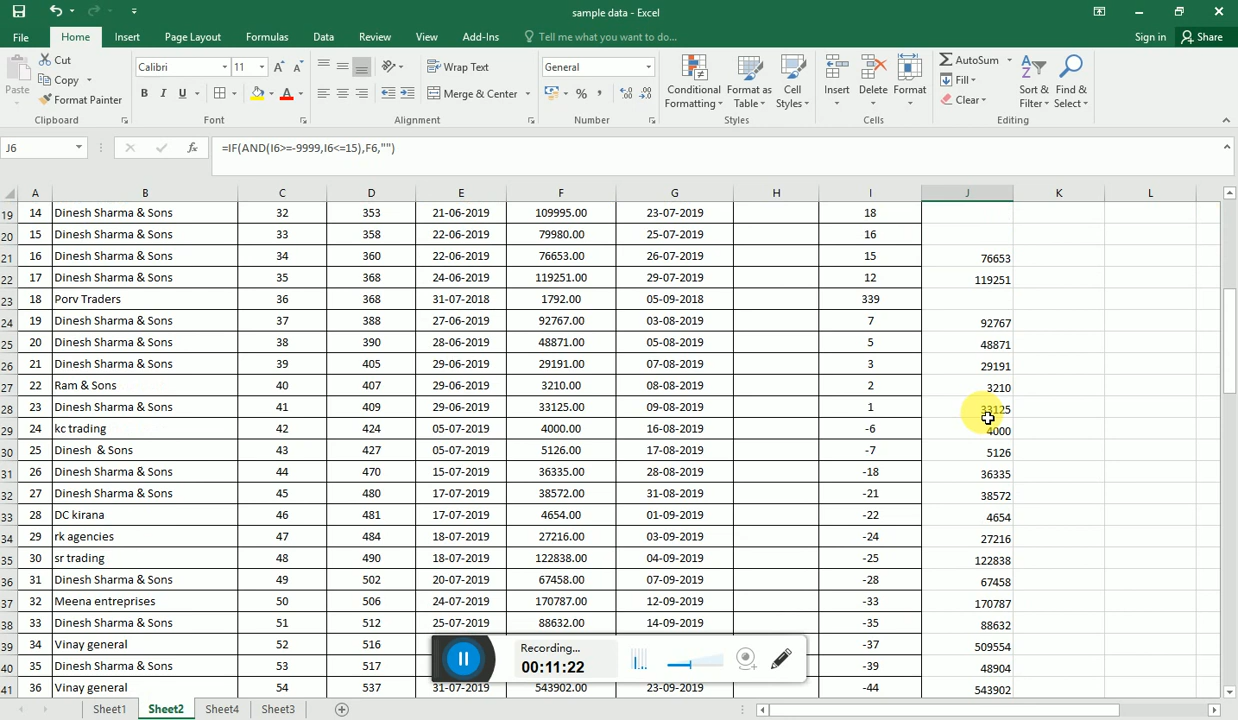 sample data - Excel
File Home Insert Page Layout Formulas Data Review View Add-Ins Tell me what you want to do... Sign in Share
Paste Cut Copy Format Painter Clipboard
Calibri 11 A A B I U A Font
Wrap Text Merge & Center Alignment
General % , Number
Conditional Formatting Format as Table Cell Styles Styles
Insert Delete Format Cells
AutoSum Fill Clear Sort & Filter Find & Select Editing
J6 fx =IF(AND(I6>=-9999,I6<=15),F6,"")
A B C D E F G H I J K L
19 14 Dinesh Sharma & Sons 32 353 21-06-2019 109995.00 23-07-2019 18
20 15 Dinesh Sharma & Sons 33 358 22-06-2019 79980.00 25-07-2019 16
21 16 Dinesh Sharma & Sons 34 360 22-06-2019 76653.00 26-07-2019 15 76653
22 17 Dinesh Sharma & Sons 35 368 24-06-2019 119251.00 29-07-2019 12 119251
23 18 Porv Traders 36 368 31-07-2018 1792.00 05-09-2018 339
24 19 Dinesh Sharma & Sons 37 388 27-06-2019 92767.00 03-08-2019 7 92767
25 20 Dinesh Sharma & Sons 38 390 28-06-2019 48871.00 05-08-2019 5 48871
26 21 Dinesh Sharma & Sons 39 405 29-06-2019 29191.00 07-08-2019 3 29191
27 22 Ram & Sons 40 407 29-06-2019 3210.00 08-08-2019 2 3210
28 23 Dinesh Sharma & Sons 41 409 29-06-2019 33125.00 09-08-2019 1 33125
29 24 kc trading 42 424 05-07-2019 4000.00 16-08-2019 -6 4000
30 25 Dinesh & Sons 43 427 05-07-2019 5126.00 17-08-2019 -7 5126
31 26 Dinesh Sharma & Sons 44 470 15-07-2019 36335.00 28-08-2019 -18 36335
32 27 Dinesh Sharma & Sons 45 480 17-07-2019 38572.00 31-08-2019 -21 38572
33 28 DC kirana 46 481 17-07-2019 4654.00 01-09-2019 -22 4654
34 29 rk agencies 47 484 18-07-2019 27216.00 03-09-2019 -24 27216
35 30 sr trading 48 490 18-07-2019 122838.00 04-09-2019 -25 122838
36 31 Dinesh Sharma & Sons 49 502 20-07-2019 67458.00 07-09-2019 -28 67458
37 32 Meena entreprises 50 506 24-07-2019 170787.00 12-09-2019 -33 170787
38 33 Dinesh Sharma & Sons 51 512 25-07-2019 88632.00 14-09-2019 -35 88632
39 34 Vinay general 52 516 -37 509554
40 35 Dinesh Sharma & Sons 53 517 -39 48904
41 36 Vinay general 54 537 31-07-2019 543902.00 23-09-2019 -44 543902
Recording...
00:11:22
Sheet1 Sheet2 Sheet4 Sheet3